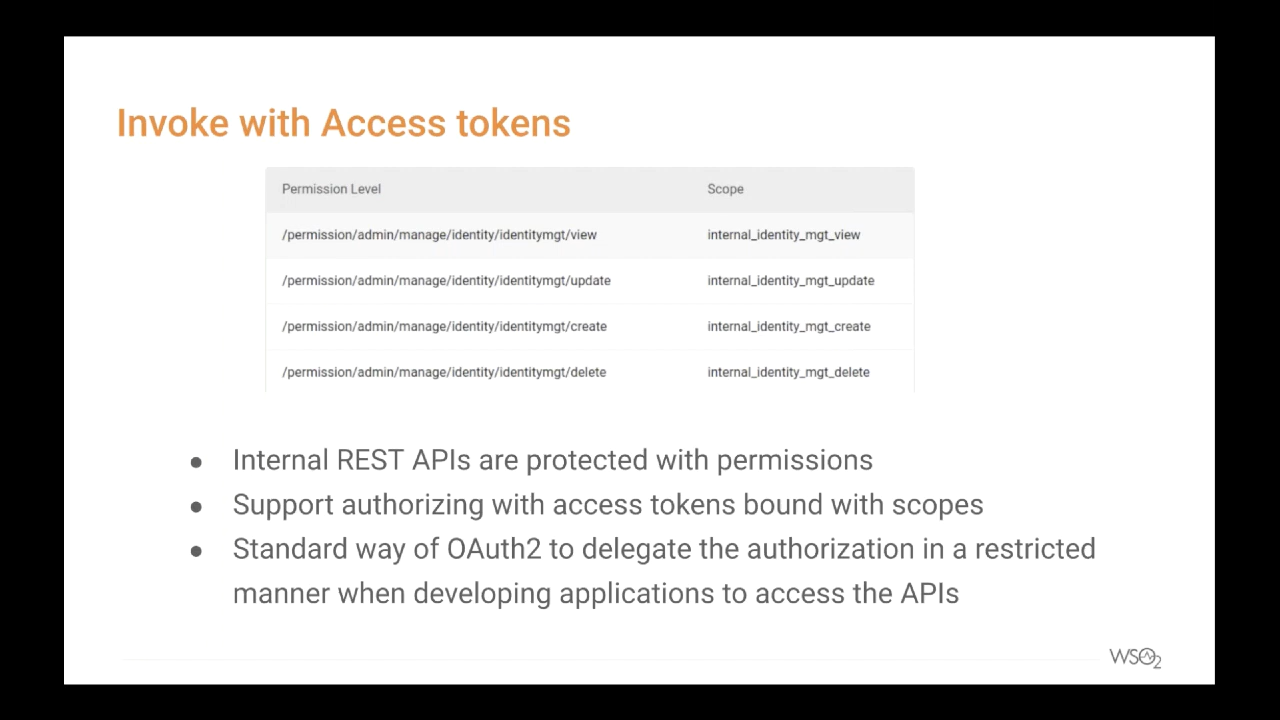 Invoke with Access tokens
Permission Level Scope
/permission/admin/manage/identity/identitymgt/view internal_identity_mgt_view
/permission/admin/manage/identity/identitymgt/update internal_identity_mgt_update
/permission/admin/manage/identity/identitymgt/create internal_identity_mgt_create
/permission/admin/manage/identity/identitymgt/delete internal_identity_mgt_delete
● Internal REST APIs are protected with permissions
● Support authorizing with access tokens bound with scopes
● Standard way of OAuth2 to delegate the authorization in a restricted
manner when developing applications to access the APIs
WSO2